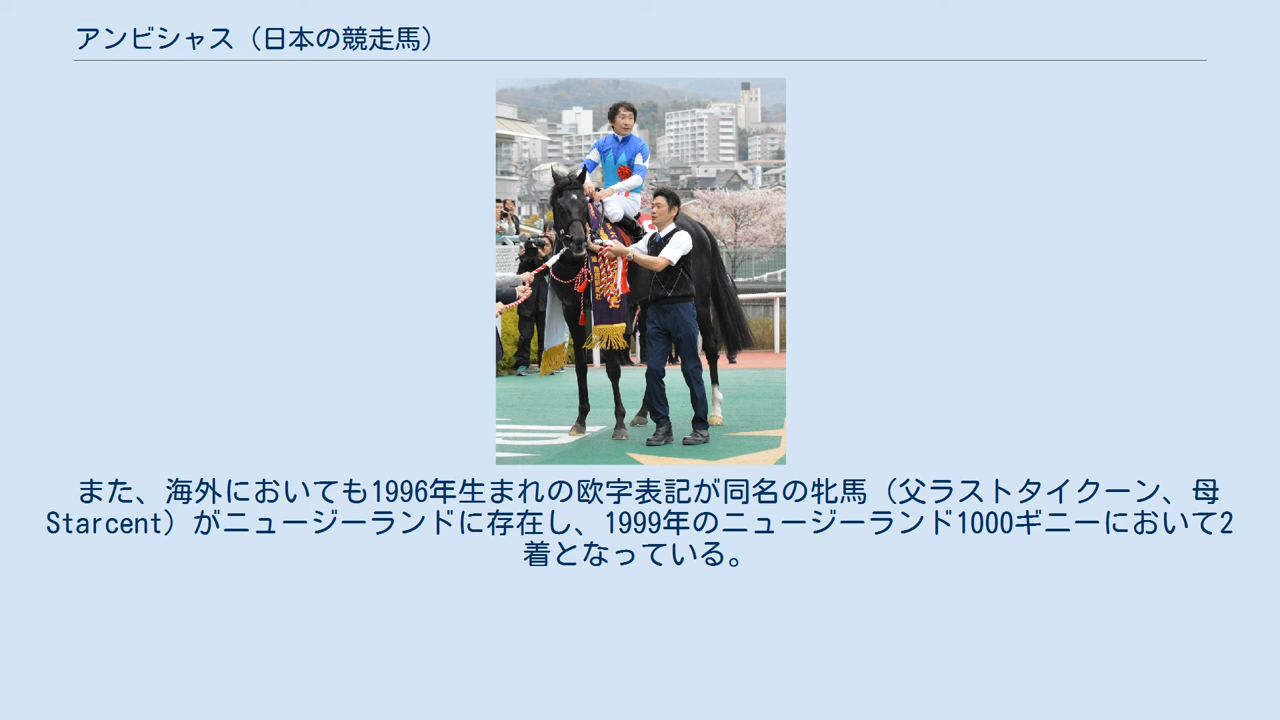 アンビシャス（日本の競走馬）
また、海外においても1996年生まれの欧字表記が同名の牝馬（父ラストタイクーン、母
Starcent）がニュージーランドに存在し、1999年のニュージーランド1000ギニーにおいて2
着となっている。